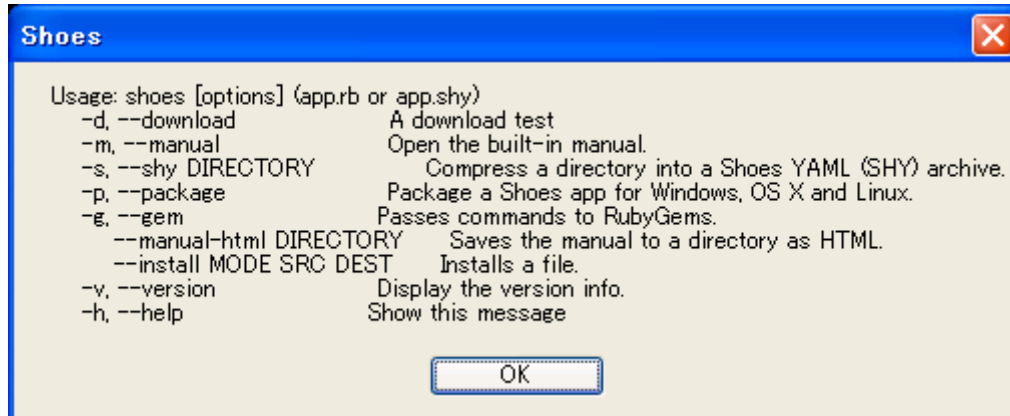 Shoes
Usage: shoes [options] (app.rb or app.shy)
-d, --download A download test
-m, --manual Open the built-in manual.
-s, --shy DIRECTORY Compress a directory into a Shoes YAML (SHY) archive.
-p, --package Package a Shoes app for Windows, OS X and Linux.
-g, --gem Passes commands to RubyGems.
--manual-html DIRECTORY Saves the manual to a directory as HTML.
--install MODE SRC DEST Installs a file.
-v, --version Display the version info.
-h, --help Show this message
OK